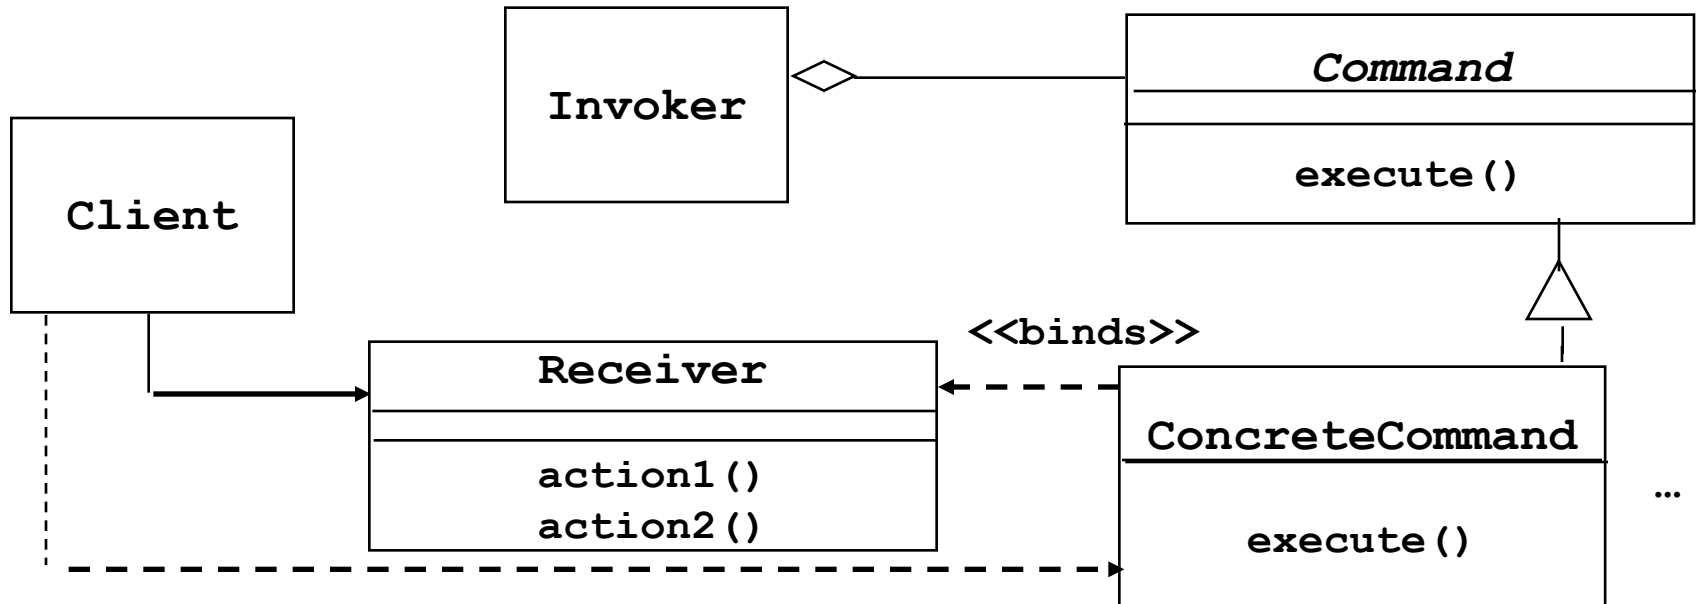 Invoker
Command
execute()
Client
<<binds>>
Receiver
action1()
action2()
ConcreteCommand
execute()
…